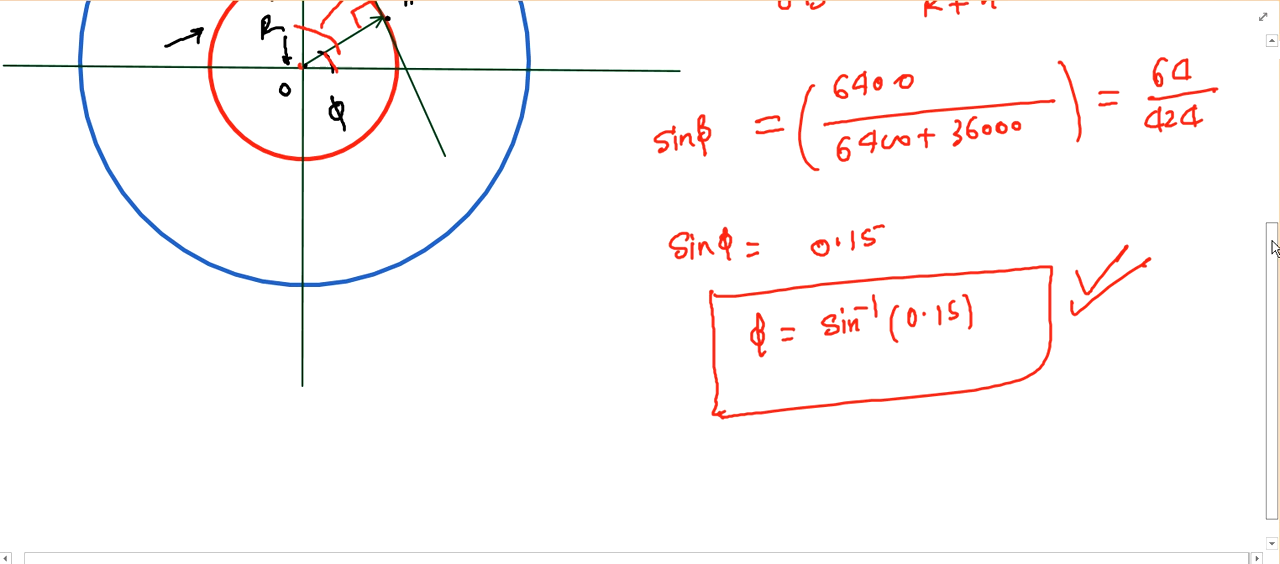 R
O
φ
R + h
sinφ = (6400 / 6400 + 36000) = 64 / 424
sinφ = 0.15
φ = sin⁻¹(0.15)